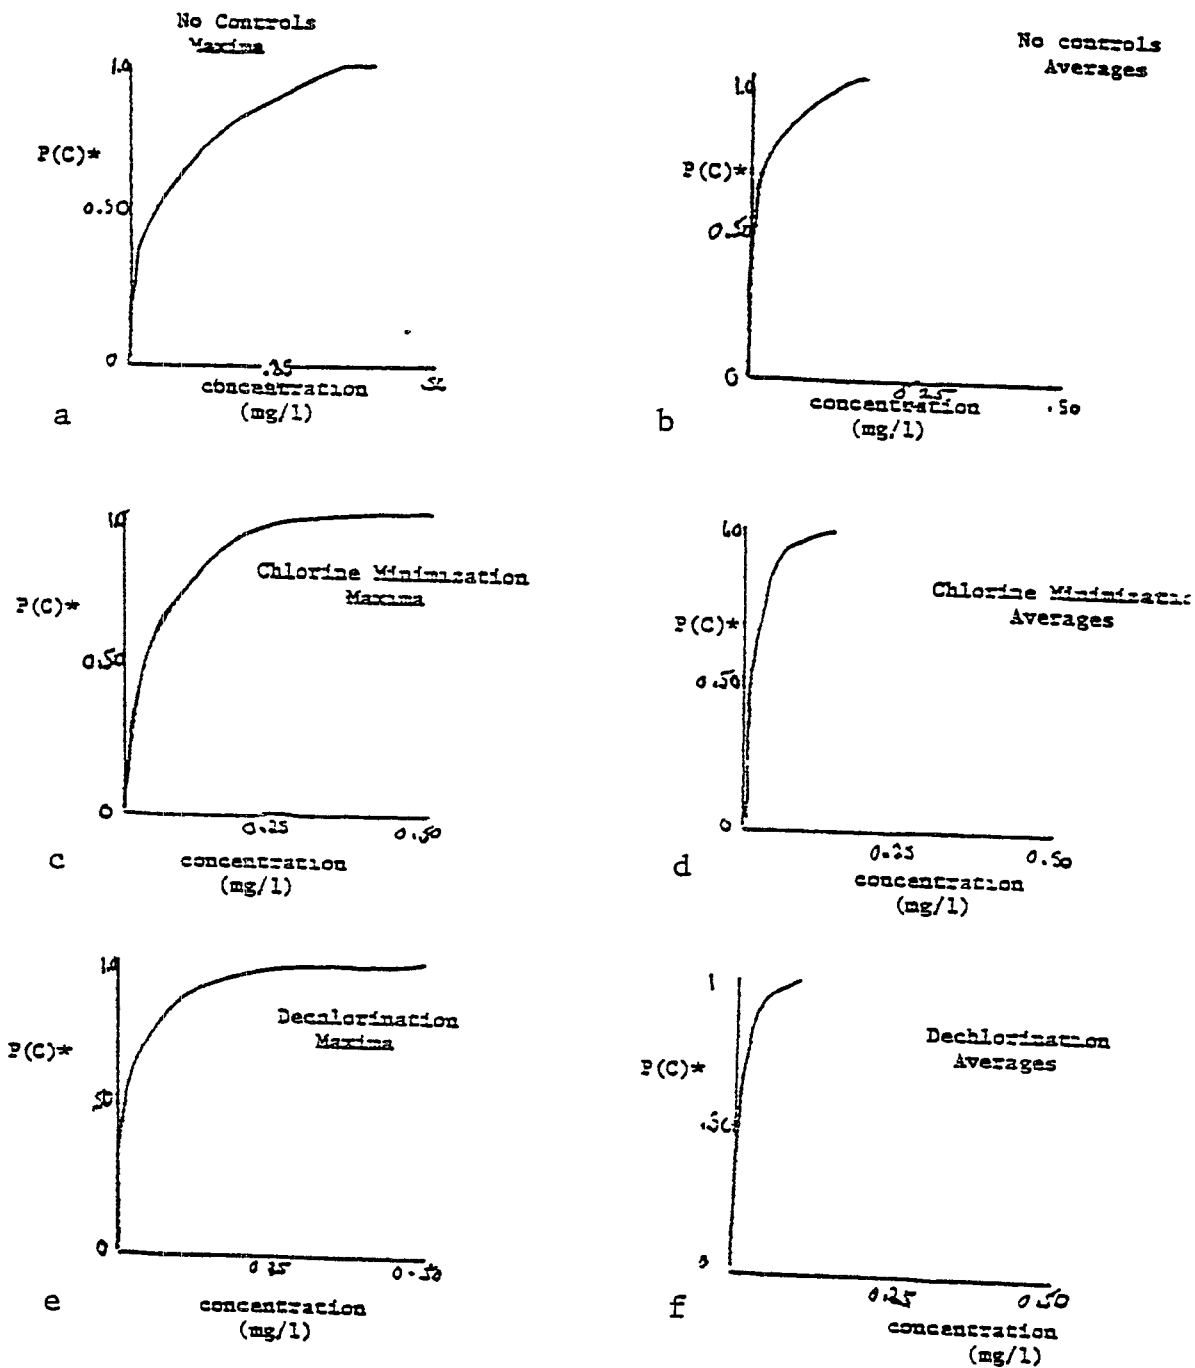 No Controls
Maxima
1.0
P(C)*
0.50
0
.25
concentration
(mg/l)
a
No controls
Averages
1.0
P(C)*
0.50
0
0.25
.50
concentration
(mg/l)
b
1.0
Chlorine Minimization
Maxima
P(C)*
0.50
0
0.25
0.50
concentration
(mg/l)
c
1.0
Chlorine
Averages
P(C)*
0.50
0
0.25
0.50
concentration
(mg/l)
d
1.0
Dechlorination
Maxima
P(C)*
.50
0
0.25
0.50
concentration
(mg/l)
e
1
Dechlorination
Averages
P(C)*
.50
0
0.25
0.50
concentration
(mg/l)
f